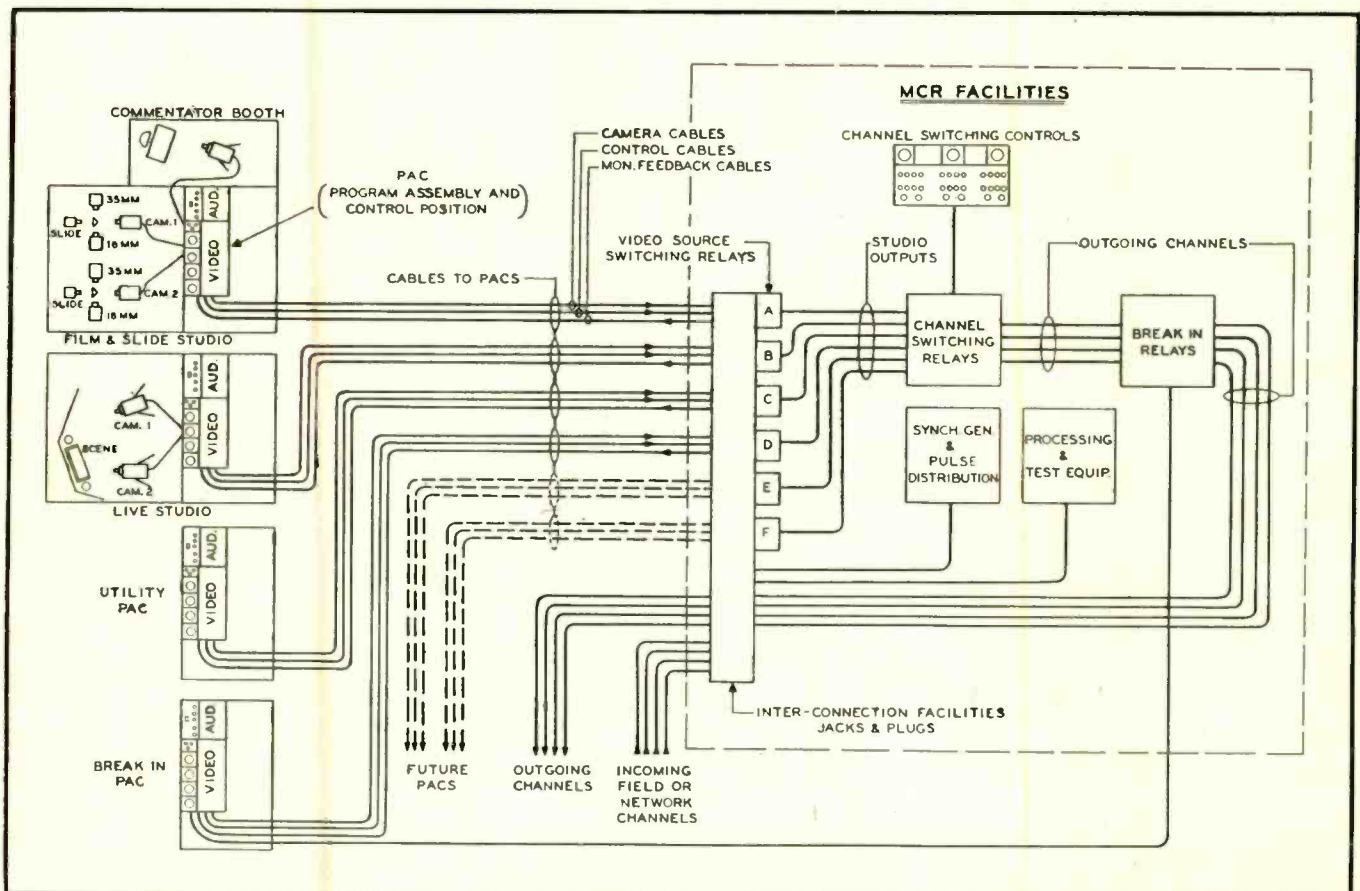 MCR FACILITIES
COMMENTATOR BOOTH
CHANNEL SWITCHING CONTROLS
CAMERA CABLES
CONTROL CABLES
MON. FEEDBACK CABLES
PAC
(PROGRAM ASSEMBLY AND
CONTROL POSITION)
AUD.
VIDEO
35MM
CAM. 1
SLIDE
16MM
35MM
CAM. 2
SLIDE
16MM
FILM & SLIDE STUDIO
VIDEO SOURCE
SWITCHING RELAYS
STUDIO
OUTPUTS
OUTGOING CHANNELS
CABLES TO PACS
A
B
C
D
E
F
CHANNEL
SWITCHING
RELAYS
BREAK IN
RELAYS
AUD.
VIDEO
CAM. 1
SCENE
CAM. 2
LIVE STUDIO
SYNCH. GEN.
&
PULSE
DISTRIBUTION
PROCESSING
&
TEST EQUIP.
AUD.
VIDEO
UTILITY
PAC
AUD.
VIDEO
BREAK IN
PAC
FUTURE
PACS
OUTGOING
CHANNELS
INCOMING
FIELD OR
NETWORK
CHANNELS
INTER-CONNECTION FACILITIES
JACKS & PLUGS